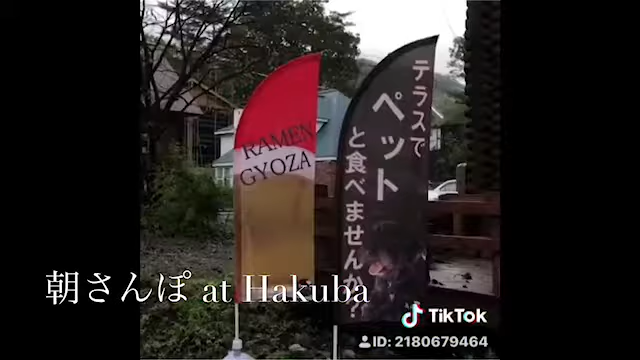 RAMEN
GYOZA
テラスで
ペット
と食べませんか?
朝さんぽ at Hakuba
TikTok
ID: 2180679464